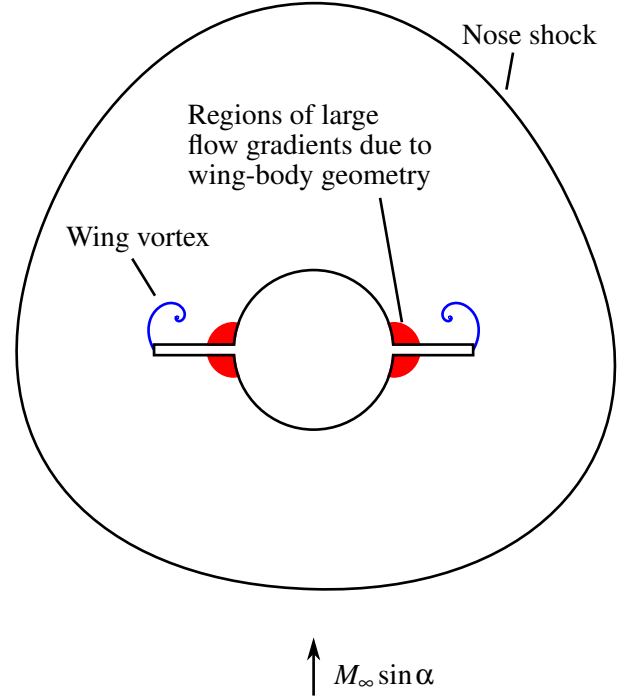 Nose shock
Regions of large
flow gradients due to
wing-body geometry
Wing vortex
M∞ sin α